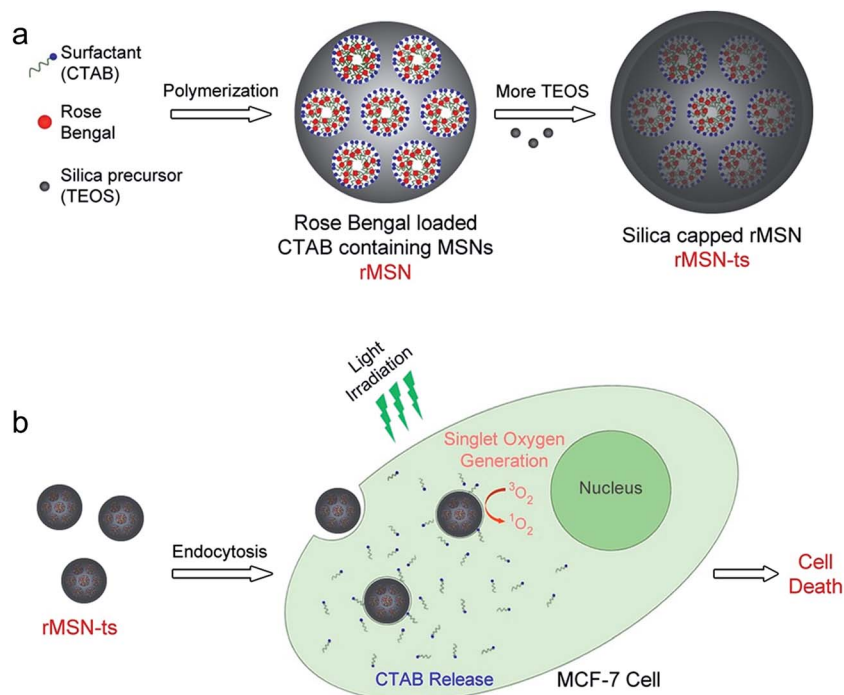 a
Surfactant
(CTAB)
Rose
Bengal
Silica precursor
(TEOS)
Polymerization
Rose Bengal loaded
CTAB containing MSNs
rMSN
More TEOS
Silica capped rMSN
rMSN-ts
b
rMSN-ts
Endocytosis
Light
Irradiation
Singlet Oxygen
Generation
³O₂
¹O₂
Nucleus
CTAB Release
MCF-7 Cell
Cell
Death